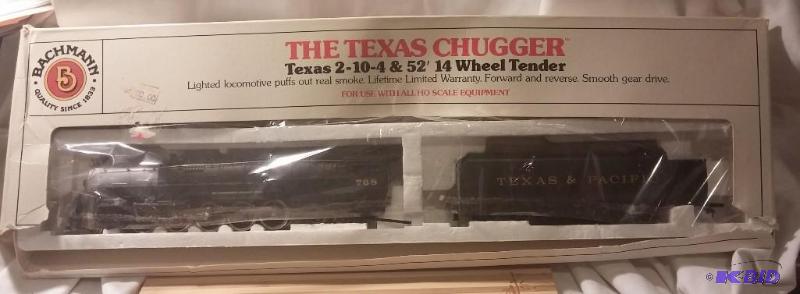 BACHMANN
B
QUALITY SINCE 1833
THE TEXAS CHUGGER™
Texas 2-10-4 & 52' 14 Wheel Tender
Lighted locomotive puffs out real smoke. Lifetime Limited Warranty. Forward and reverse. Smooth gear drive.
FOR USE WITH ALL HO SCALE EQUIPMENT
TEXAS & PACIFI
© K-BID